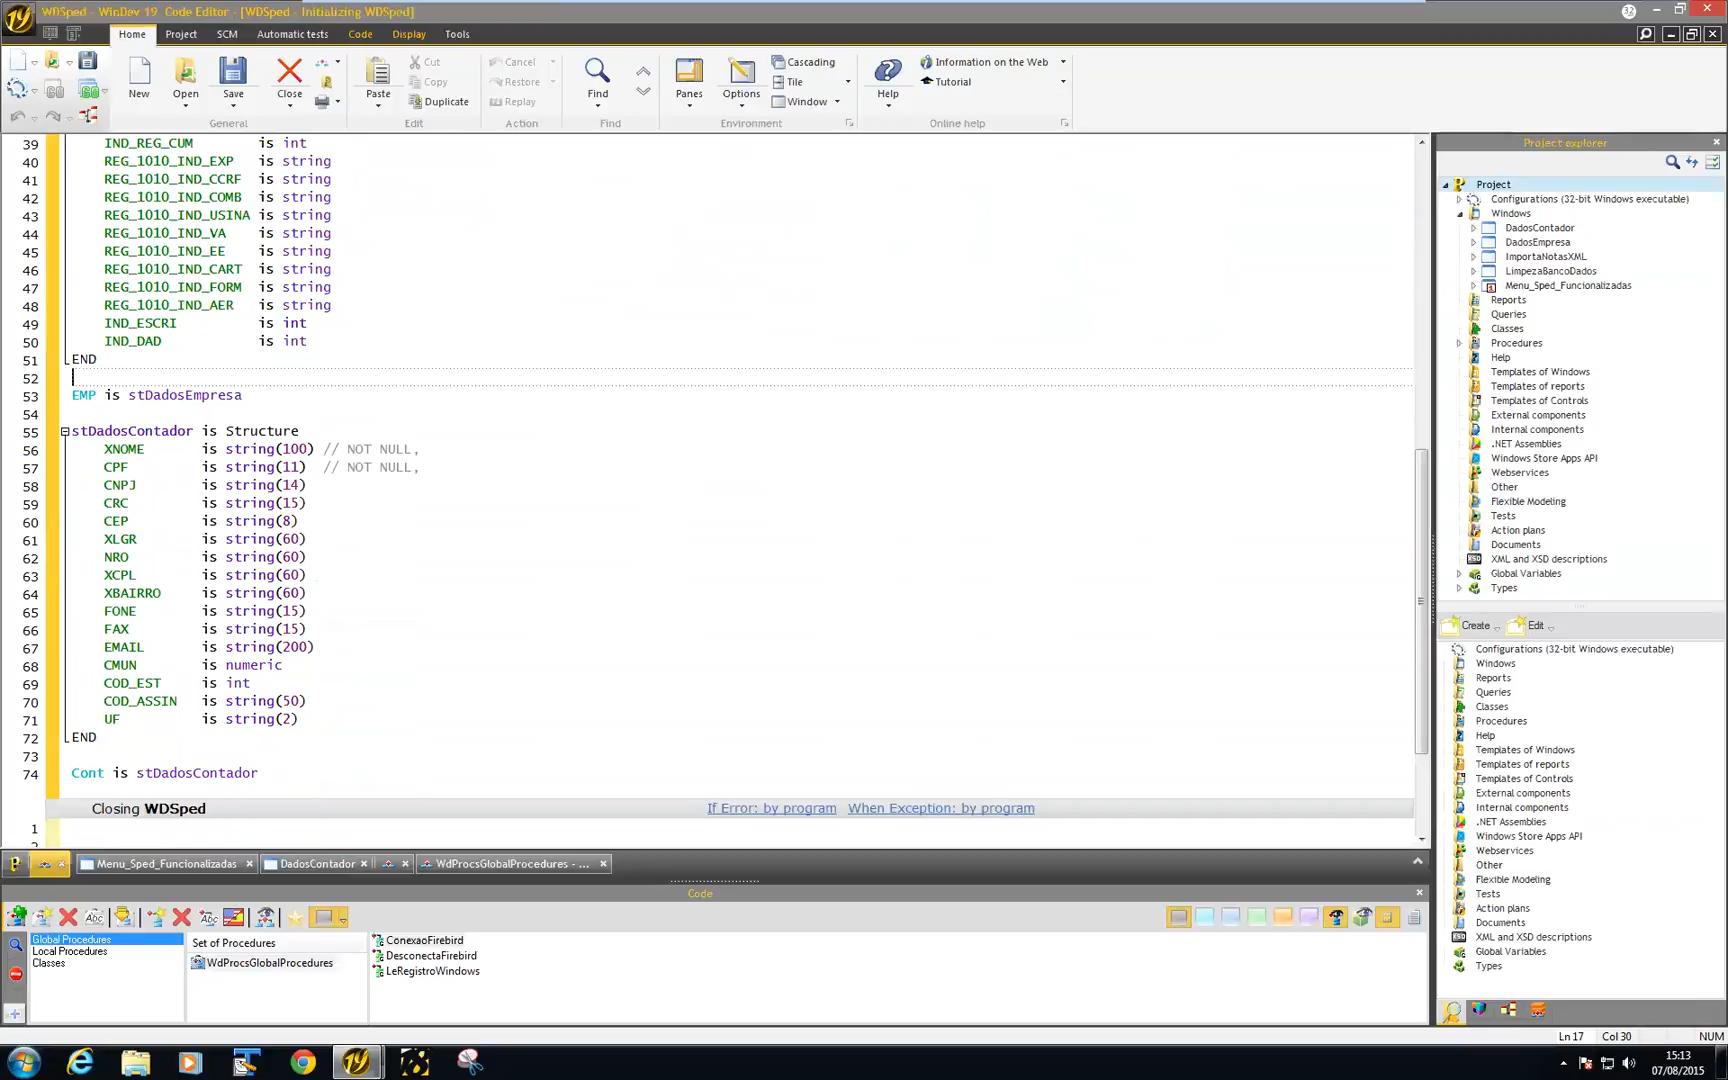 WDSped - WinDev 19 Code Editor - [WDSped - Initializing WDSped]
32
Home Project SCM Automatic tests Code Display Tools
New Open Save Close
General
Paste Cut
Copy
Duplicate
Edit
Cancel
Restore
Replay
Action
Find
Find
Panes Options Cascading
Tile
Window
Environment
Help Information on the Web
Tutorial
Online help
39 IND_REG_CUM is int
40 REG_1010_IND_EXP is string
41 REG_1010_IND_CCRF is string
42 REG_1010_IND_COMB is string
43 REG_1010_IND_USINA is string
44 REG_1010_IND_VA is string
45 REG_1010_IND_EE is string
46 REG_1010_IND_CART is string
47 REG_1010_IND_FORM is string
48 REG_1010_IND_AER is string
49 IND_ESCRI is int
50 IND_DAD is int
51 END
52
53 EMP is stDadosEmpresa
54
55 stDadosContador is Structure
56 XNOME is string(100) // NOT NULL,
57 CPF is string(11) // NOT NULL,
58 CNPJ is string(14)
59 CRC is string(15)
60 CEP is string(8)
61 XLGR is string(60)
62 NRO is string(60)
63 XCPL is string(60)
64 XBAIRRO is string(60)
65 FONE is string(15)
66 FAX is string(15)
67 EMAIL is string(200)
68 CMUN is numeric
69 COD_EST is int
70 COD_ASSIN is string(50)
71 UF is string(2)
72 END
73
74 Cont is stDadosContador
Closing WDSped If Error: by program When Exception: by program
1
Menu_Sped_Funcionalizadas DadosContador WdProcsGlobalProcedures - ...
Code
Global Procedures
Local Procedures
Classes
Set of Procedures
WdProcsGlobalProcedures
ConexaoFirebird
DesconectaFirebird
LeRegistroWindows
Project explorer
Project
Configurations (32-bit Windows executable)
Windows
DadosContador
DadosEmpresa
ImportaNotasXML
LimpezaBancoDados
Menu_Sped_Funcionalizadas
Reports
Queries
Classes
Procedures
Help
Templates of Windows
Templates of reports
Templates of Controls
External components
Internal components
.NET Assemblies
Windows Store Apps API
Webservices
Other
Flexible Modeling
Tests
Action plans
Documents
XML and XSD descriptions
Global Variables
Types
Create Edit
Configurations (32-bit Windows executable)
Windows
Reports
Queries
Classes
Procedures
Help
Templates of Windows
Templates of reports
Templates of Controls
External components
Internal components
.NET Assemblies
Windows Store Apps API
Webservices
Other
Flexible Modeling
Tests
Action plans
Documents
XML and XSD descriptions
Global Variables
Types
Ln 17 Col 30 NUM
15:13
07/08/2015